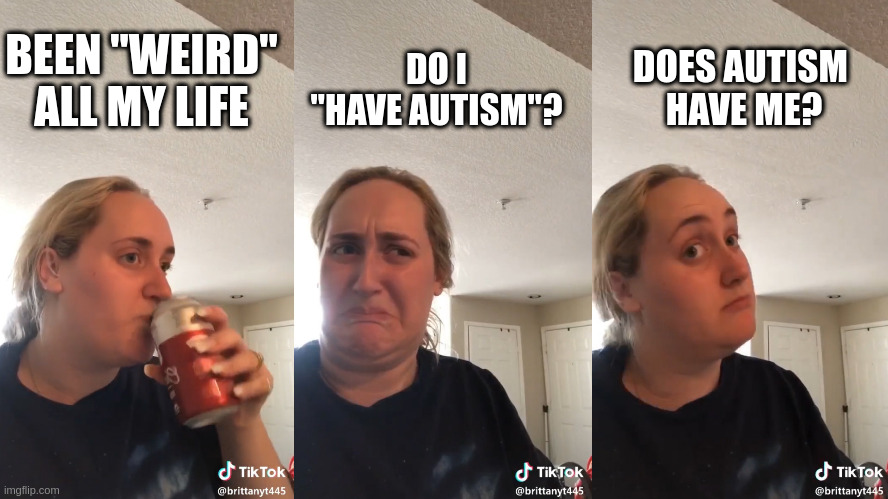 BEEN "WEIRD"
ALL MY LIFE
DO I
"HAVE AUTISM"?
DOES AUTISM
HAVE ME?
TikTok
@brittanyt445
TikTok
@brittanyt445
TikTok
@brittanyt445
imgflip.com